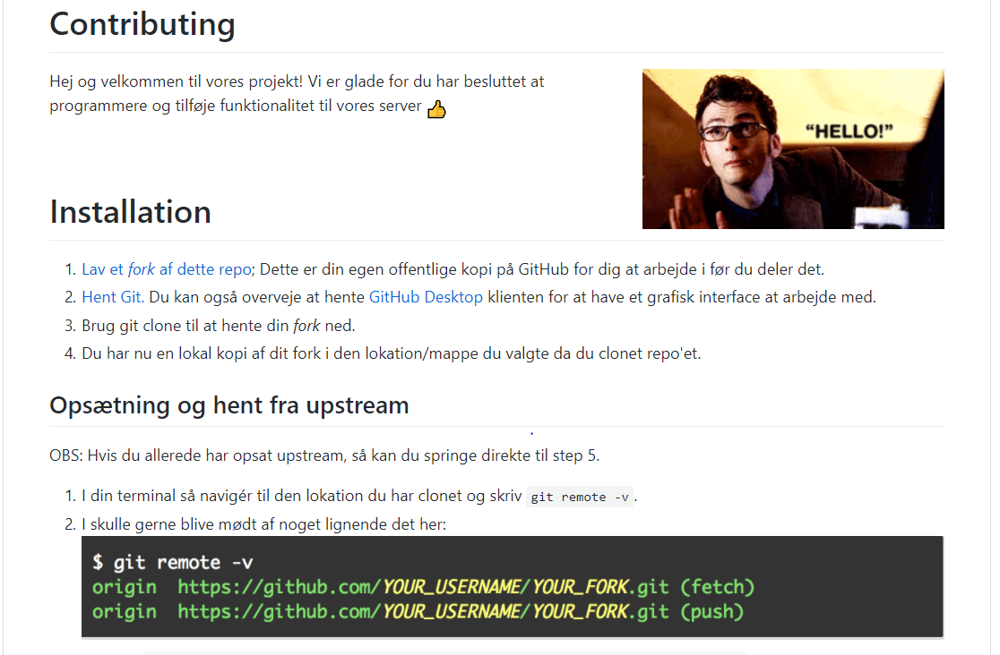 Contributing
Hej og velkommen til vores projekt! Vi er glade for du har besluttet at
programmere og tilføje funktionalitet til vores server 👍
“HELLO!”
Installation
1. Lav et fork af dette repo; Dette er din egen offentlige kopi på GitHub for dig at arbejde i før du deler det.
2. Hent Git. Du kan også overveje at hente GitHub Desktop klienten for at have et grafisk interface at arbejde med.
3. Brug git clone til at hente din fork ned.
4. Du har nu en lokal kopi af dit fork i den lokation/mappe du valgte da du clonet repo'et.
Opsætning og hent fra upstream
OBS: Hvis du allerede har opsat upstream, så kan du springe direkte til step 5.
1. I din terminal så navigér til den lokation du har clonet og skriv git remote -v.
2. I skulle gerne blive mødt af noget lignende det her:
$ git remote -v
origin  https://github.com/YOUR_USERNAME/YOUR_FORK.git (fetch)
origin  https://github.com/YOUR_USERNAME/YOUR_FORK.git (push)